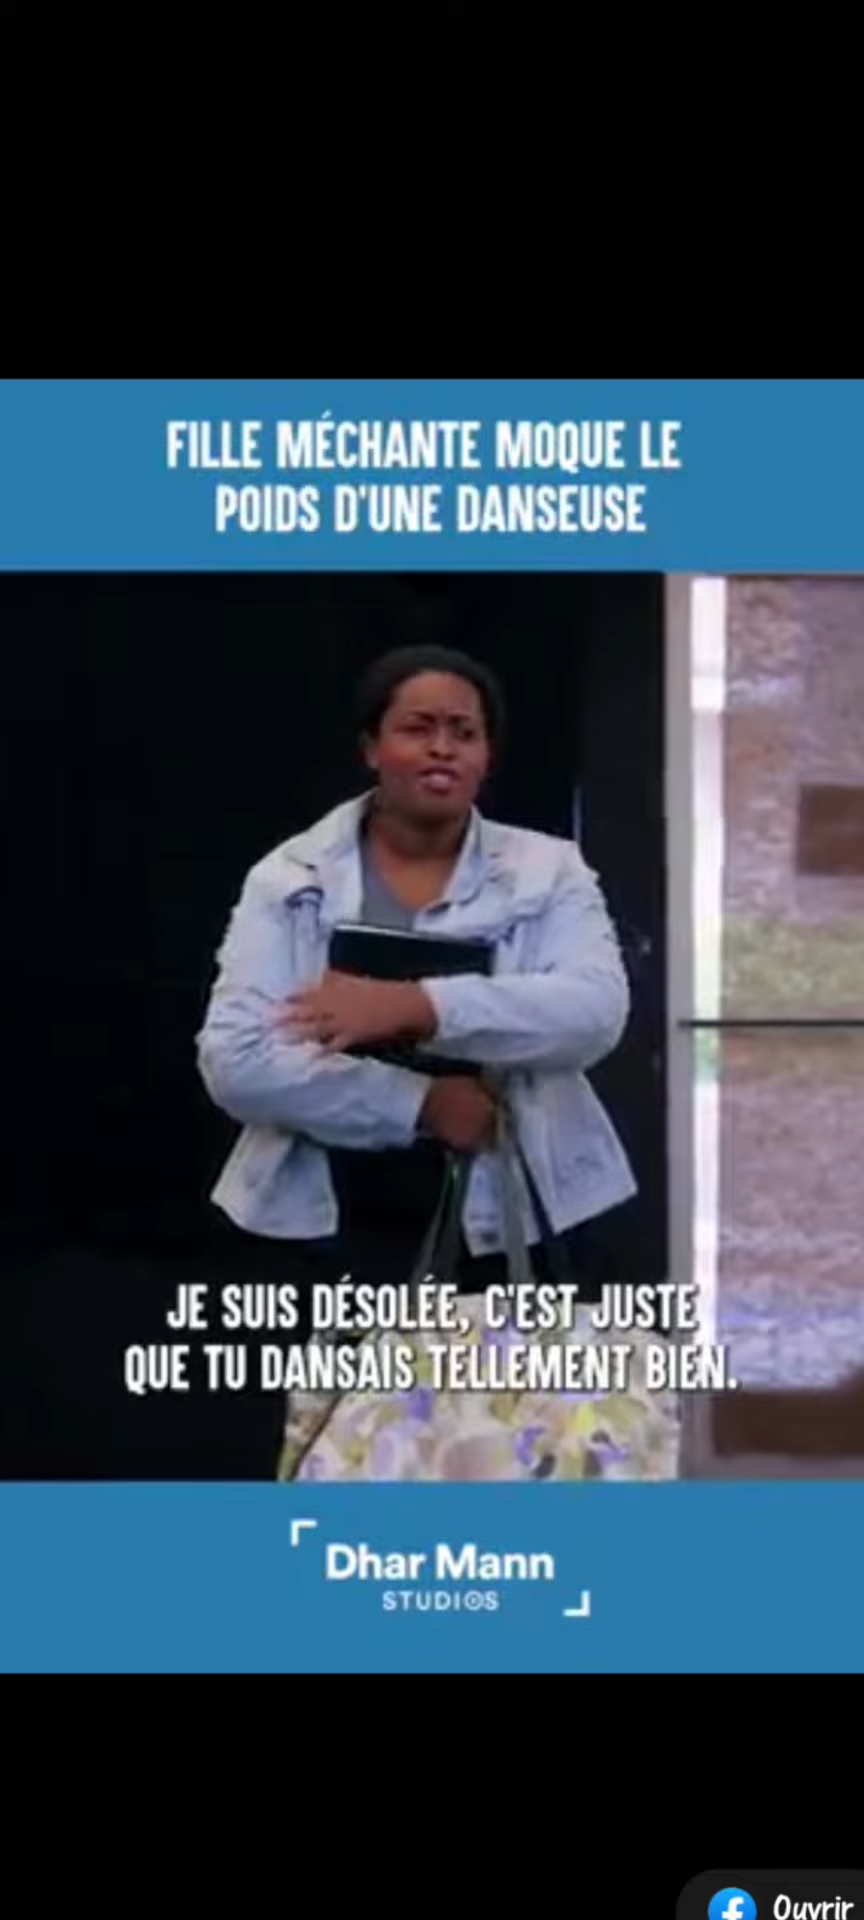 FILLE MÉCHANTE MOQUE LE
POIDS D'UNE DANSEUSE
JE SUIS DÉSOLÉE, C'EST JUSTE
QUE TU DANSAIS TELLEMENT BIEN.
Dhar Mann
STUDIOS
Ouvrir